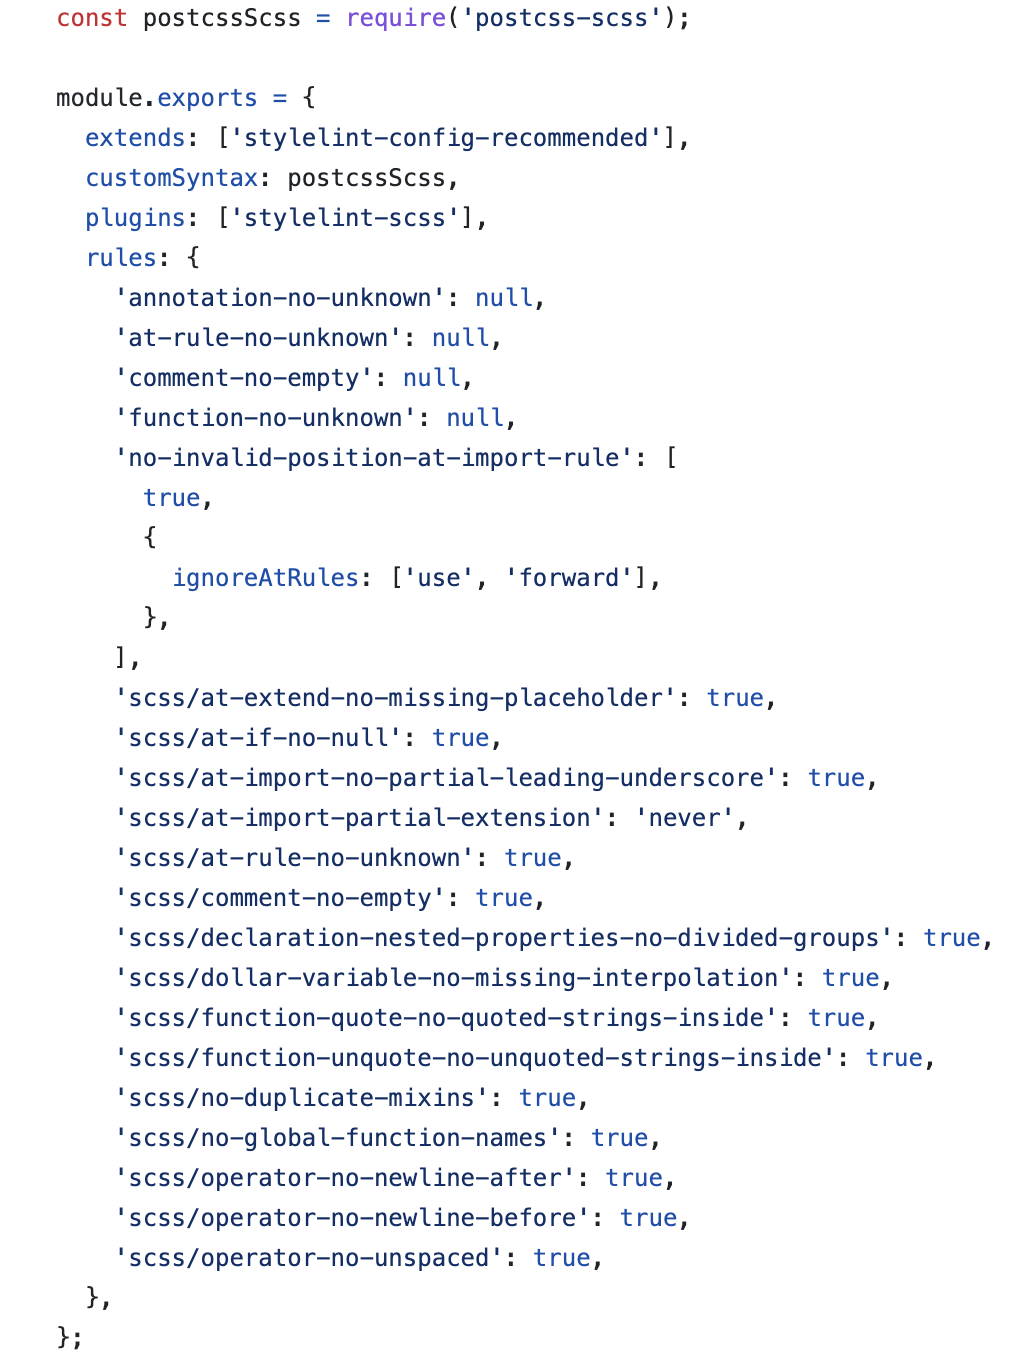 const postcssScss = require('postcss-scss');
module.exports = {
extends: ['stylelint-config-recommended'],
customSyntax: postcssScss,
plugins: ['stylelint-scss'],
rules: {
'annotation-no-unknown': null,
'at-rule-no-unknown': null,
'comment-no-empty': null,
'function-no-unknown': null,
'no-invalid-position-at-import-rule': [
true,
{
ignoreAtRules: ['use', 'forward'],
},
],
'scss/at-extend-no-missing-placeholder': true,
'scss/at-if-no-null': true,
'scss/at-import-no-partial-leading-underscore': true,
'scss/at-import-partial-extension': 'never',
'scss/at-rule-no-unknown': true,
'scss/comment-no-empty': true,
'scss/declaration-nested-properties-no-divided-groups': true,
'scss/dollar-variable-no-missing-interpolation': true,
'scss/function-quote-no-quoted-strings-inside': true,
'scss/function-unquote-no-unquoted-strings-inside': true,
'scss/no-duplicate-mixins': true,
'scss/no-global-function-names': true,
'scss/operator-no-newline-after': true,
'scss/operator-no-newline-before': true,
'scss/operator-no-unspaced': true,
},
};